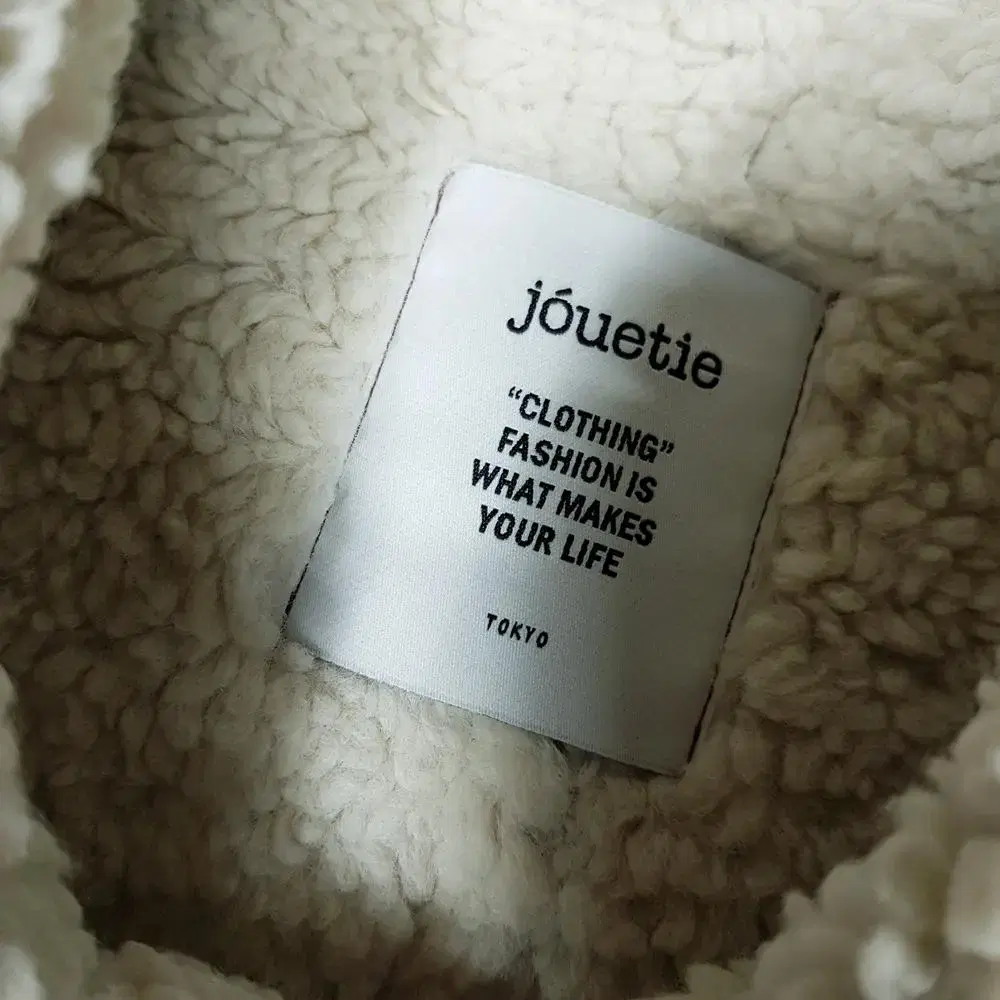 jóuetie
“CLOTHING”
FASHION IS
WHAT MAKES
YOUR LIFE
TOKYO